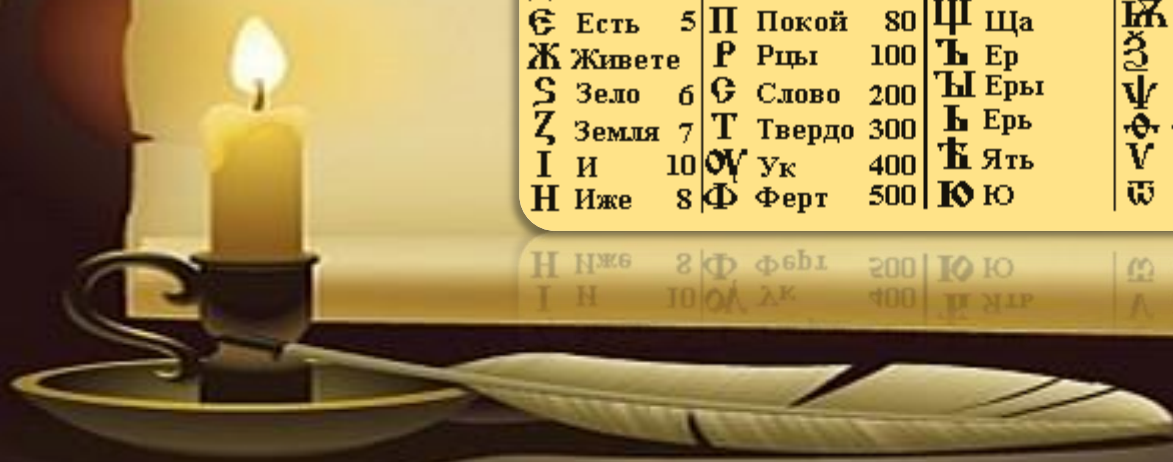 Є Есть 5 П Покой 80 Щ Ща Ѭ
Ж Живете Р Рцы 100 Ъ Ер Ѯ
Ѕ Зело 6 С Слово 200 Ы Еры Ѱ
З Земля 7 Т Твердо 300 Ь Ерь Ѳ
І И 10 Ѹ Ук 400 Ѣ Ять Ѵ
Н Иже 8 Ф Ферт 500 Ю Ю Ѿ